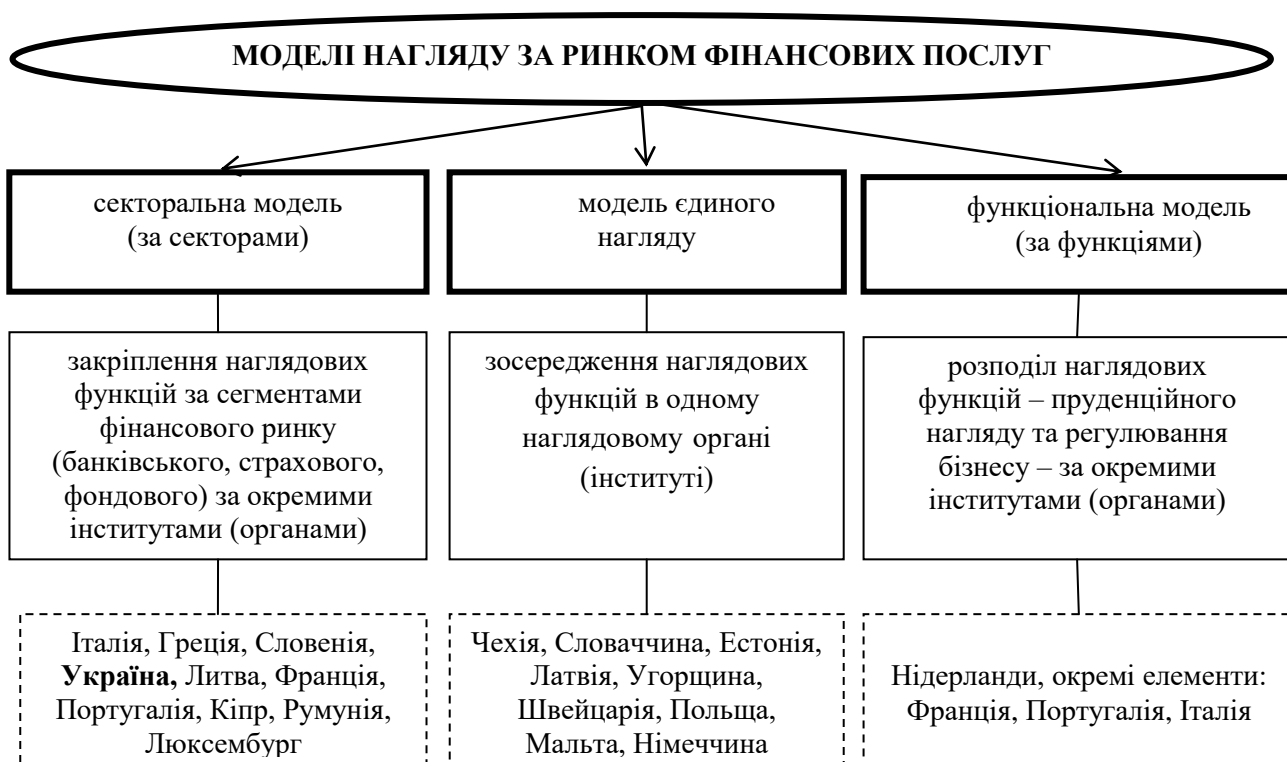 МОДЕЛІ НАГЛЯДУ ЗА РИНКОМ ФІНАНСОВИХ ПОСЛУГ
секторальна модель
(за секторами)
модель єдиного
нагляду
функціональна модель
(за функціями)
закріплення наглядових
функцій за сегментами
фінансового ринку
(банківського, страхового,
фондового) за окремими
інститутами (органами)
зосередження наглядових
функцій в одному
наглядовому органі
(інституті)
розподіл наглядових
функцій – пруденційного
нагляду та регулювання
бізнесу – за окремими
інститутами (органами)
Італія, Греція, Словенія,
Україна, Литва, Франція,
Португалія, Кіпр, Румунія,
Люксембург
Чехія, Словаччина, Естонія,
Латвія, Угорщина,
Швейцарія, Польща,
Мальта, Німеччина
Нідерланди, окремі елементи:
Франція, Португалія, Італія